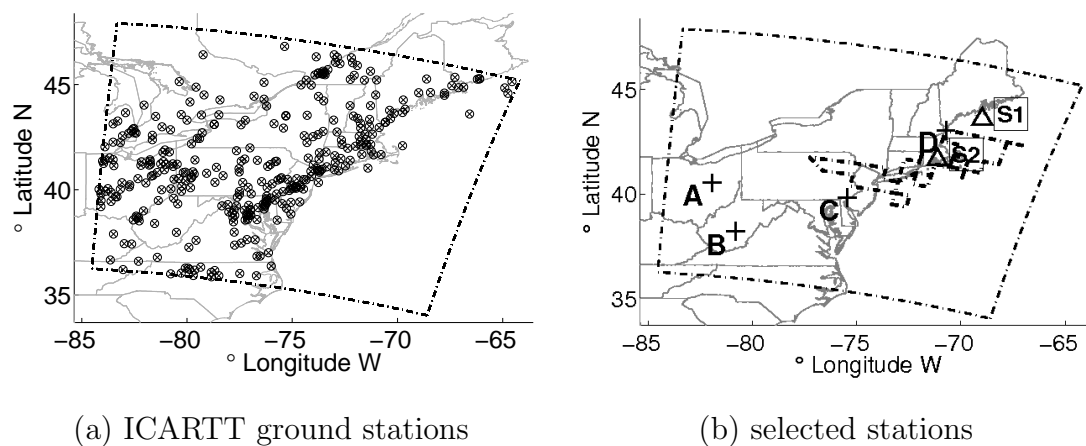 45
40
35
° Latitude N
−85
−80
−75
−70
−65
° Longitude W
(a) ICARTT ground stations
45
40
35
° Latitude N
S1
D
S2
A
C
B
−85
−80
−75
−70
−65
° Longitude W
(b) selected stations